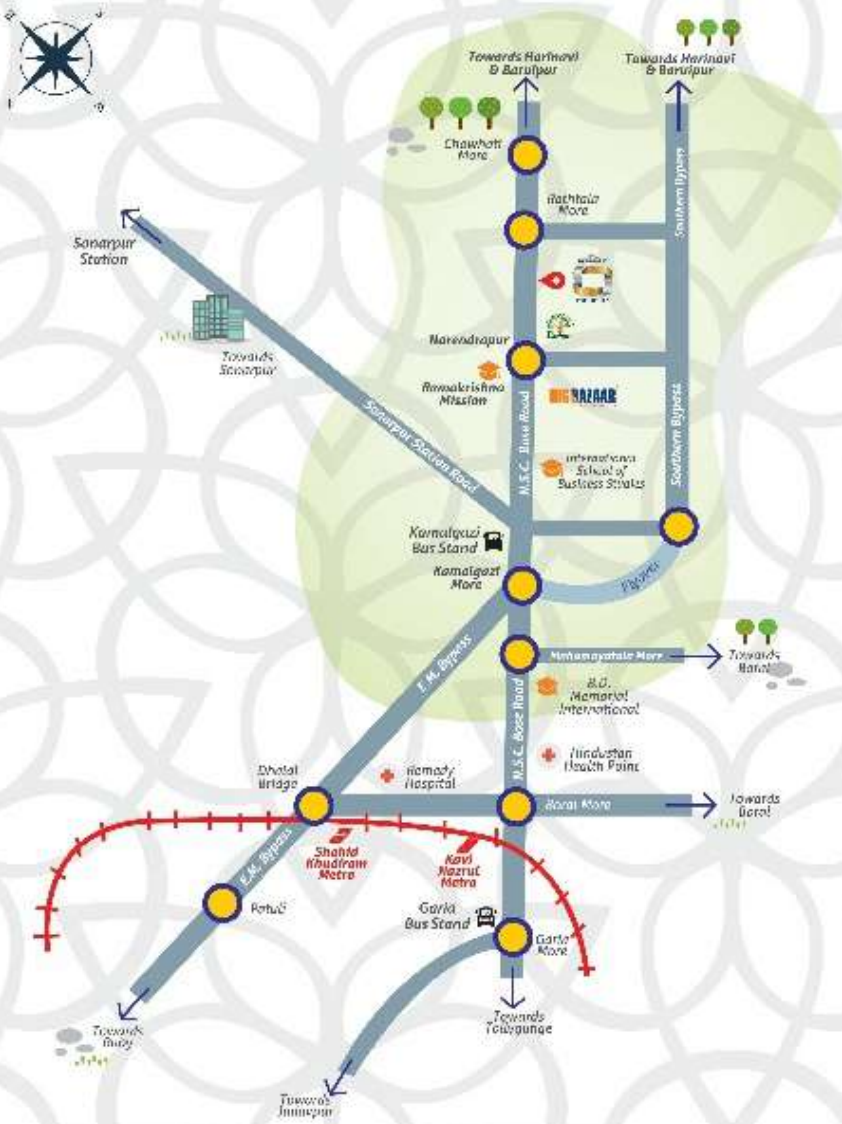 Towards Harinavi
& Baruipur
Towards Harinavi
& Baruipur
Chowhati
More
Southern Bypass
Rathtala
More
Sonarpur
Station
Towards
Sonarpur
Narendrapur
Ramakrishna
Mission
BIG BAZAAR
N.S.C. Bose Road
Southern Bypass
Sonarpur Station Road
International
School of
Business Studies
Kamalgazi
Bus Stand
Kamalgazi
More
Flyover
E.M. Bypass
Mahamayatala More
Towards
Boral
B.D.
Memorial
International
N.S.C. Bose Road
Hindustan
Health Point
Dhalai
Bridge
Remedy
Hospital
Boral More
Towards
Boral
E.M. Bypass
Shahid
Khudiram
Metro
Kavi
Nazrul
Metro
Patuli
Garia
Bus Stand
Garia
More
Towards
Ruby
Towards
Tollygunge
Towards
Jadavpur